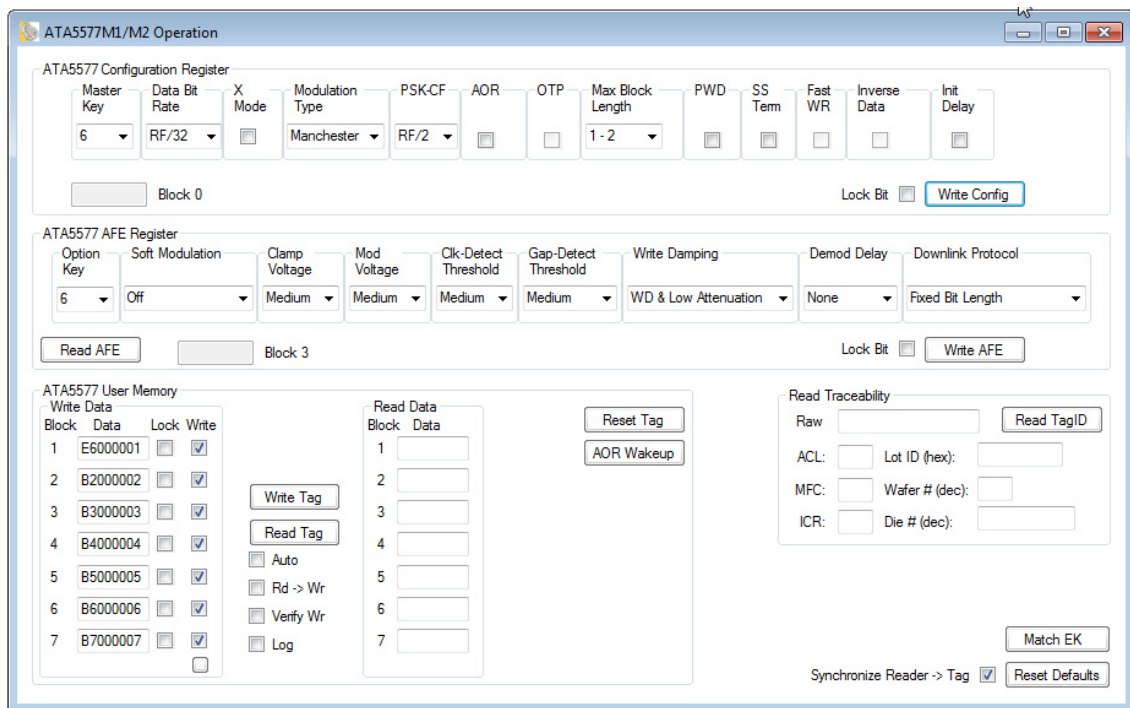 ATA5577M1/M2 Operation
ATA5577 Configuration Register
Master Key
Data Bit Rate
X Mode
Modulation Type
PSK-CF
AOR
OTP
Max Block Length
PWD
SS Term
Fast WR
Inverse Data
Init Delay
6
RF/32
Manchester
RF/2
1 - 2
Block 0
Lock Bit
Write Config
ATA5577 AFE Register
Option Key
Soft Modulation
Clamp Voltage
Mod Voltage
Clk-Detect Threshold
Gap-Detect Threshold
Write Damping
Demod Delay
Downlink Protocol
6
Off
Medium
Medium
Medium
Medium
WD & Low Attenuation
None
Fixed Bit Length
Read AFE
Block 3
Lock Bit
Write AFE
ATA5577 User Memory
Write Data
Block Data Lock Write
1 E6000001
2 B2000002
3 B3000003
4 B4000004
5 B5000005
6 B6000006
7 B7000007
Write Tag
Read Tag
Auto
Rd -> Wr
Verify Wr
Log
Read Data
Block Data
1
2
3
4
5
6
7
Reset Tag
AOR Wakeup
Read Traceability
Raw
Read TagID
ACL:
Lot ID (hex):
MFC:
Wafer # (dec):
ICR:
Die # (dec):
Match EK
Synchronize Reader -> Tag
Reset Defaults